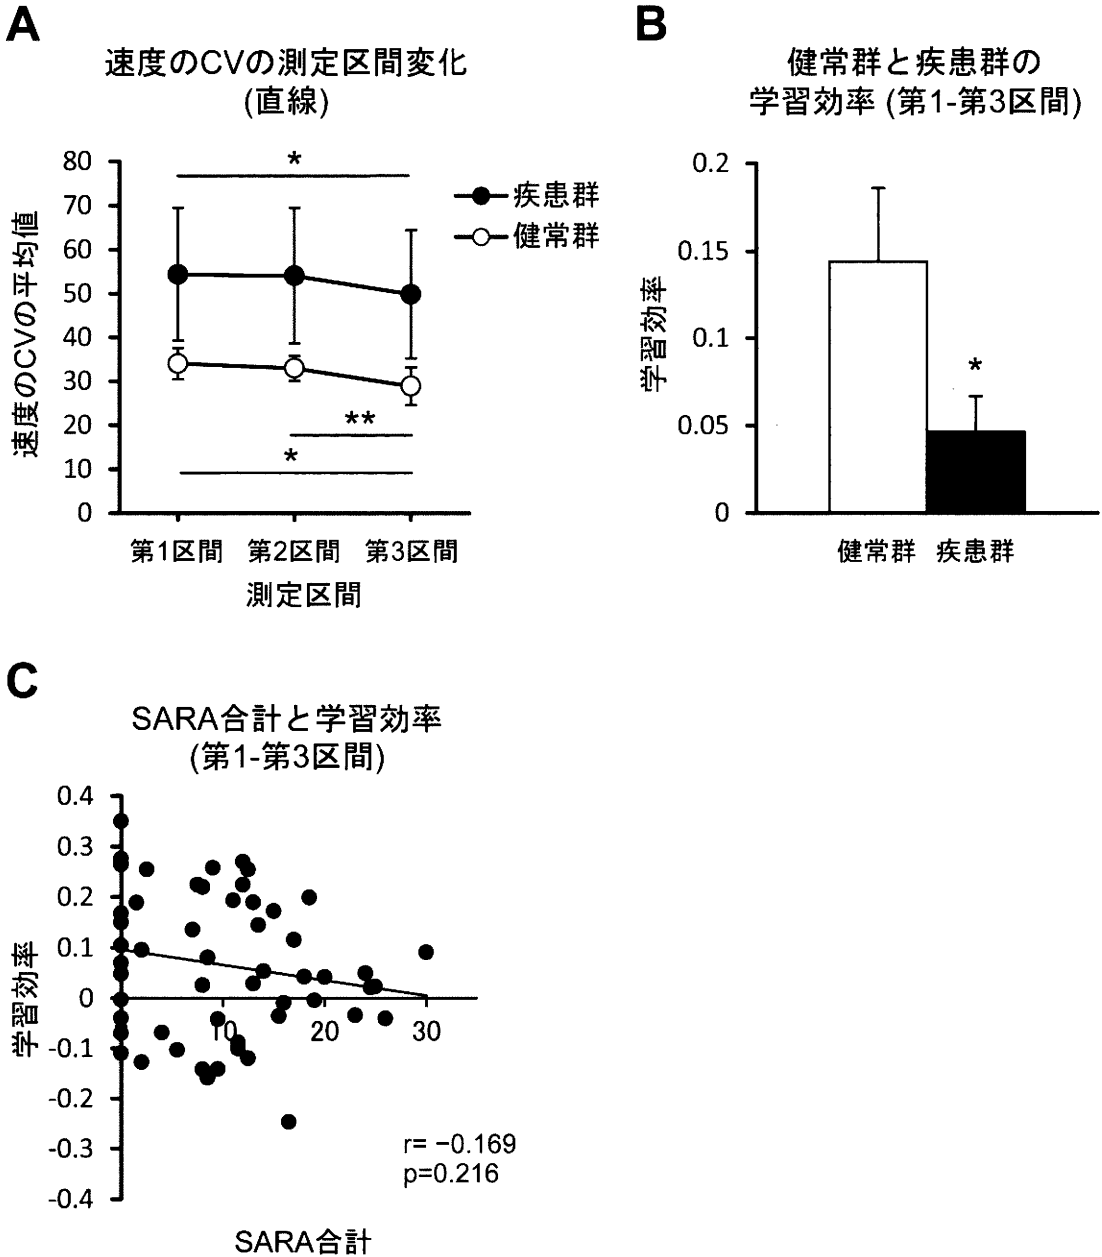 A
速度のCVの測定区間変化
(直線)
速度のCVの平均値
80
70
60
50
40
30
20
10
0
*
**
*
疾患群
健常群
第1区間 第2区間 第3区間
測定区間
B
健常群と疾患群の
学習効率 (第1-第3区間)
学習効率
0.2
0.15
0.1
0.05
0
*
健常群 疾患群
C
SARA合計と学習効率
(第1-第3区間)
学習効率
0.4
0.3
0.2
0.1
0
-0.1
-0.2
-0.3
-0.4
10 20 30
r= −0.169
p=0.216
SARA合計